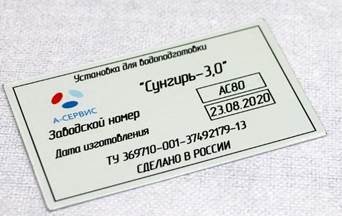 Установка для водоподготовки
"Сунгирь-3,0"
А-СЕРВИС
Заводской номер АС80
Дата изготовления 23.08.2020
ТУ 369710-001-37492179-13
СДЕЛАНО В РОССИИ